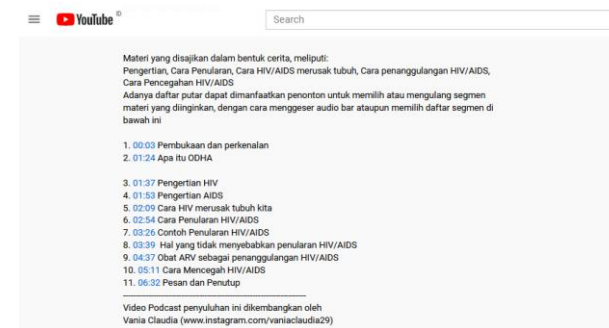 YouTube ID
Search
Materi yang disajikan dalam bentuk cerita, meliputi:
Pengertian, Cara Penularan, Cara HIV/AIDS merusak tubuh, Cara penanggulangan HIV/AIDS,
Cara Pencegahan HIV/AIDS
Adanya daftar putar dapat dimanfaatkan penonton untuk memilih atau mengulang segmen
materi yang diinginkan, dengan cara menggeser audio bar ataupun memilih daftar segmen di
bawah ini
1. 00:03 Pembukaan dan perkenalan
2. 01:24 Apa itu ODHA
3. 01:37 Pengertian HIV
4. 01:53 Pengertian AIDS
5. 02:09 Cara HIV merusak tubuh kita
6. 02:54 Cara Penularan HIV/AIDS
7. 03:26 Contoh Penularan HIV/AIDS
8. 03:39 Hal yang tidak menyebabkan penularan HIV/AIDS
9. 04:37 Obat ARV sebagai penanggulangan HIV/AIDS
10. 05:11 Cara Mencegah HIV/AIDS
11. 06:32 Pesan dan Penutup
Video Podcast penyuluhan ini dikembangkan oleh
Vania Claudia (www.instagram.com/vaniaclaudia29)